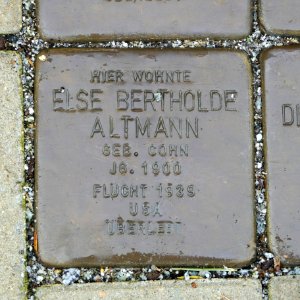 HIER WOHNTE
ELSE BERTHOLDE
ALTMANN
GEB. COHN
JG. 1900
FLUCHT 1939
USA
ÜBERLEBT